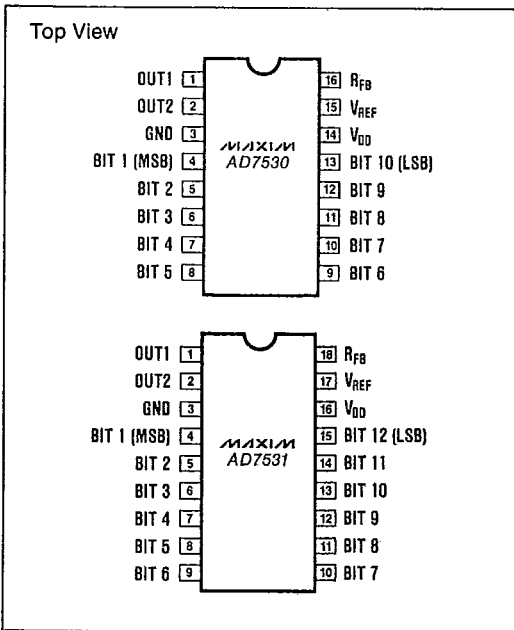 Top View
OUT1 1 16 RFB
OUT2 2 15 VREF
GND 3 14 VDD
BIT 1 (MSB) 4 13 BIT 10 (LSB)
BIT 2 5 12 BIT 9
BIT 3 6 11 BIT 8
BIT 4 7 10 BIT 7
BIT 5 8 9 BIT 6
MAXIM
AD7530
OUT1 1 18 RFB
OUT2 2 17 VREF
GND 3 16 VDD
BIT 1 (MSB) 4 15 BIT 12 (LSB)
BIT 2 5 14 BIT 11
BIT 3 6 13 BIT 10
BIT 4 7 12 BIT 9
BIT 5 8 11 BIT 8
BIT 6 9 10 BIT 7
MAXIM
AD7531